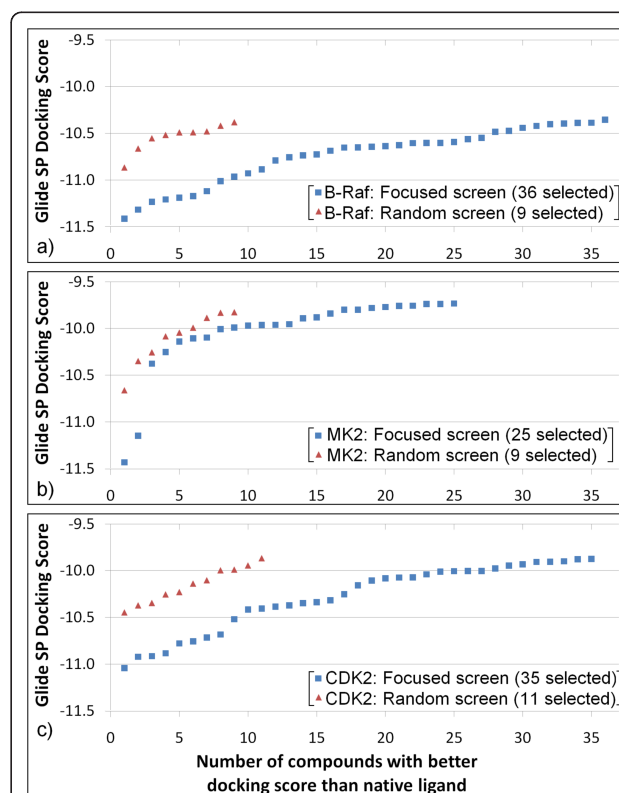 -9.5
-10.0
-10.5
-11.0
-11.5
Glide SP Docking Score
B-Raf: Focused screen (36 selected)
B-Raf: Random screen (9 selected)
a)
0 5 10 15 20 25 30 35
-9.5
-10.0
-10.5
-11.0
-11.5
Glide SP Docking Score
MK2: Focused screen (25 selected)
MK2: Random screen (9 selected)
b)
0 5 10 15 20 25 30 35
-9.5
-10.0
-10.5
-11.0
-11.5
Glide SP Docking Score
CDK2: Focused screen (35 selected)
CDK2: Random screen (11 selected)
c)
0 5 10 15 20 25 30 35
Number of compounds with better
docking score than native ligand